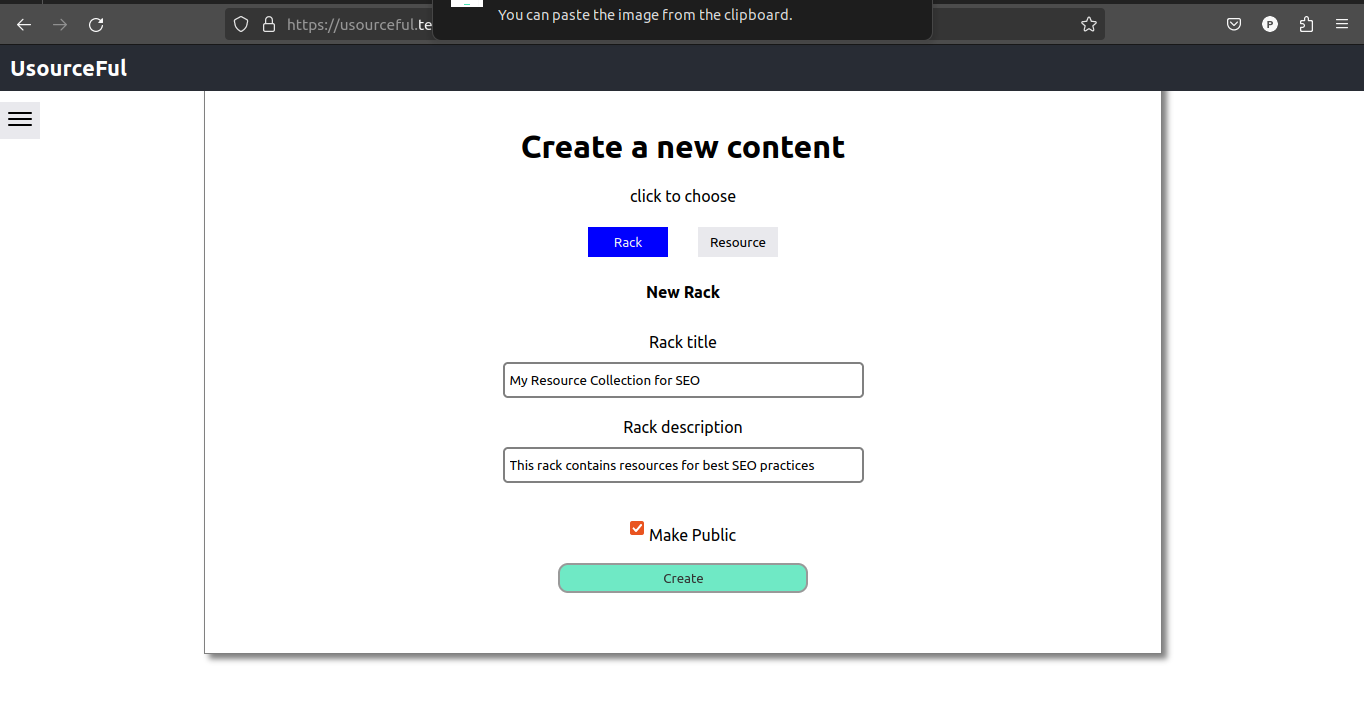 You can paste the image from the clipboard.
https://usourceful.te
P
UsourceFul
Create a new content
click to choose
Rack Resource
New Rack
Rack title
My Resource Collection for SEO
Rack description
This rack contains resources for best SEO practices
Make Public
Create